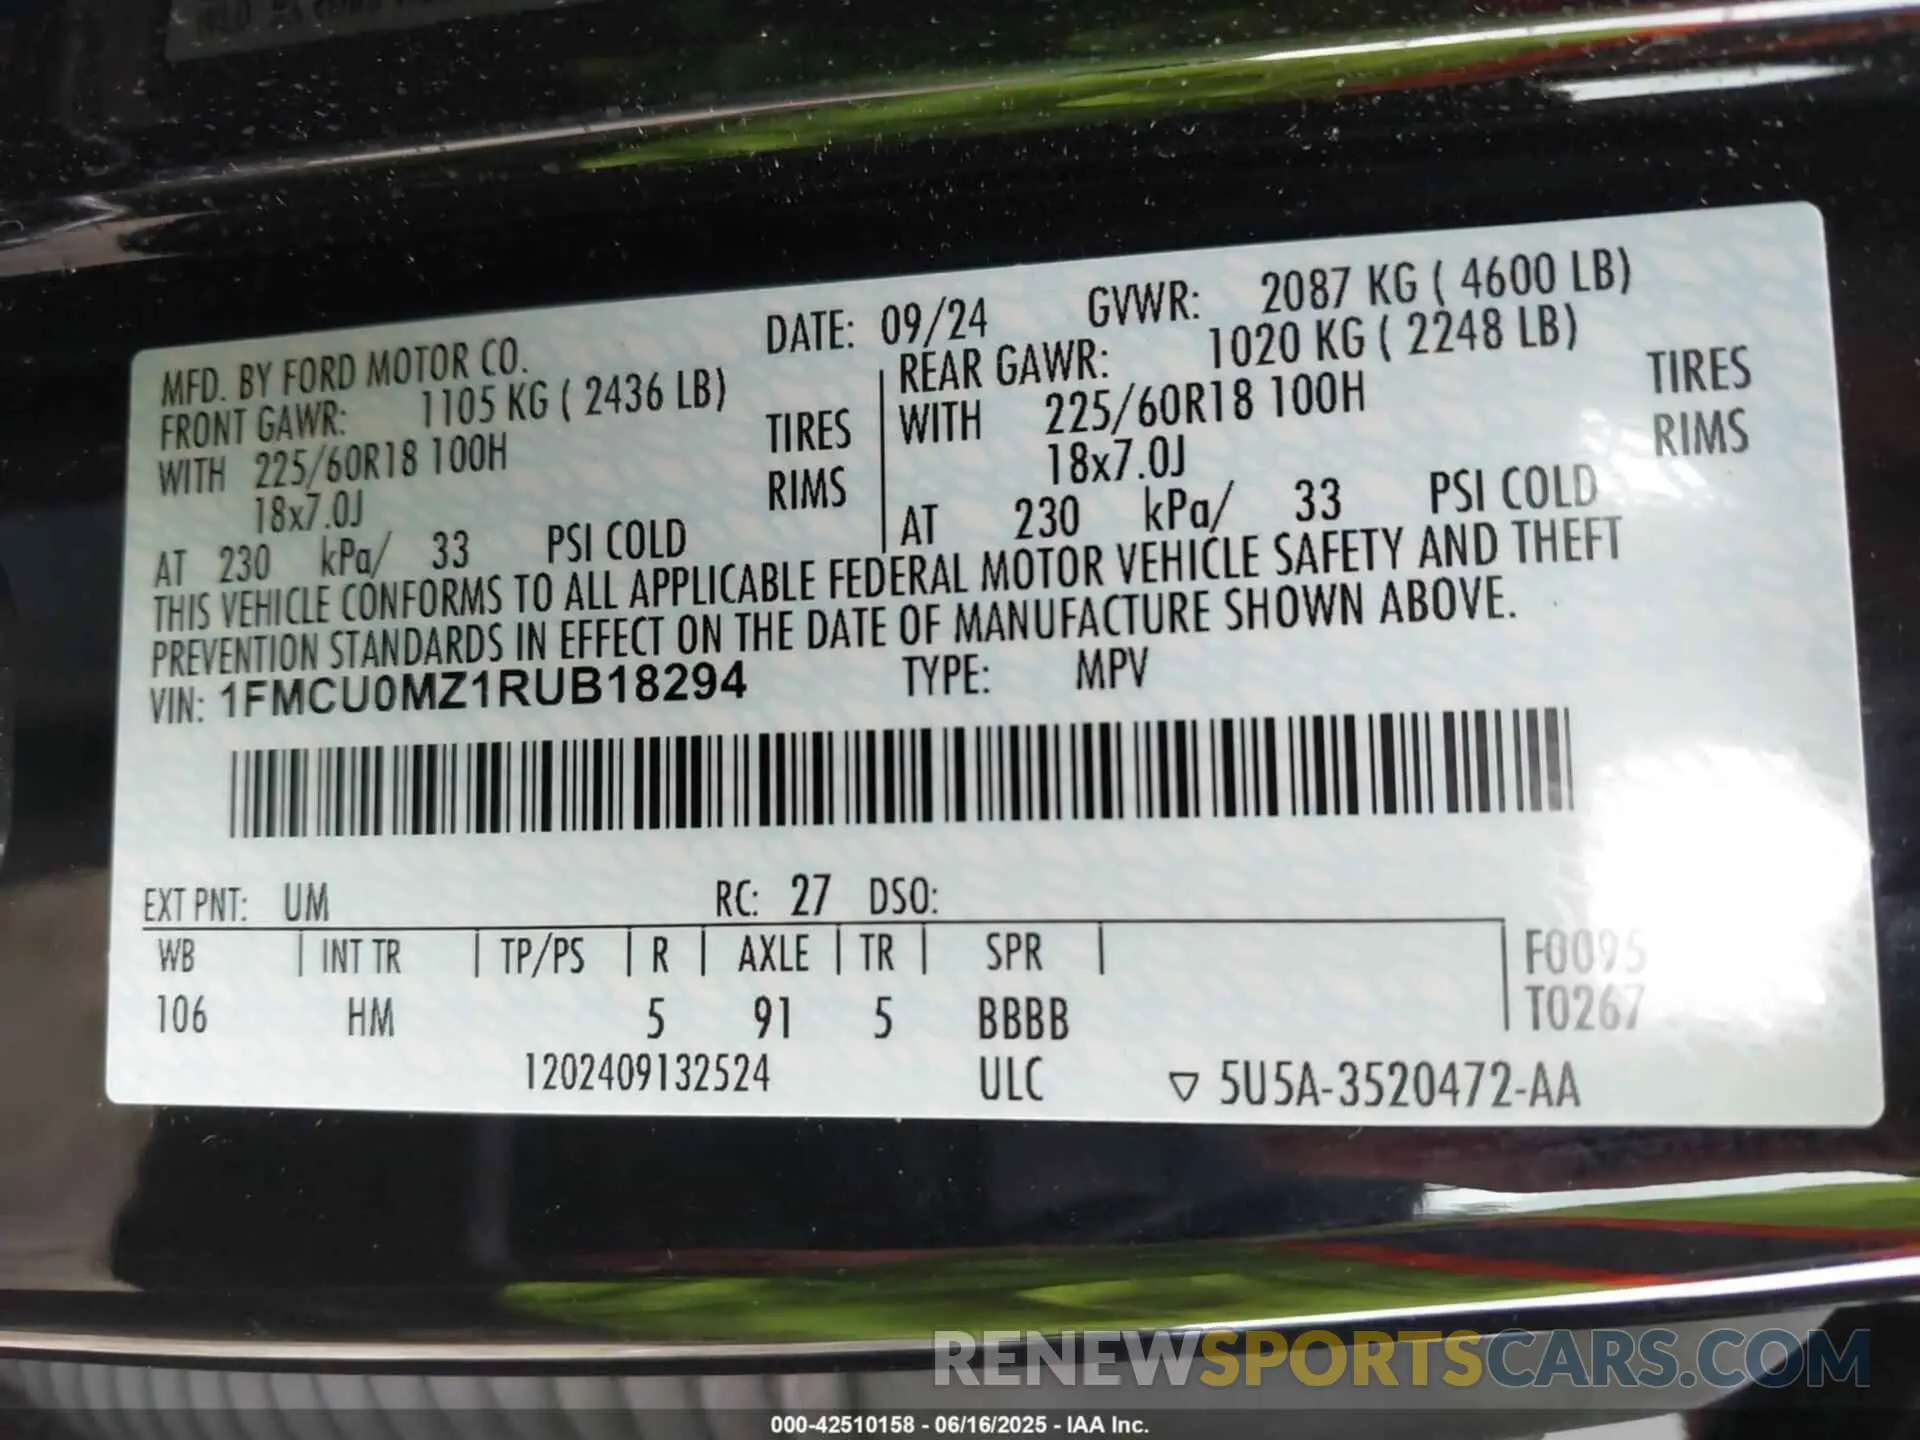 MFD. BY FORD MOTOR CO. DATE: 09/24 GVWR: 2087 KG ( 4600 LB)
FRONT GAWR: 1105 KG ( 2436 LB) REAR GAWR: 1020 KG ( 2248 LB)
WITH 225/60R18 100H TIRES WITH 225/60R18 100H TIRES
18x7.0J RIMS 18x7.0J RIMS
AT 230 kPa/ 33 PSI COLD AT 230 kPa/ 33 PSI COLD
THIS VEHICLE CONFORMS TO ALL APPLICABLE FEDERAL MOTOR VEHICLE SAFETY AND THEFT
PREVENTION STANDARDS IN EFFECT ON THE DATE OF MANUFACTURE SHOWN ABOVE.
VIN: 1FMCU0MZ1RUB18294 TYPE: MPV
EXT PNT: UM RC: 27 DSO:
WB INT TR TP/PS R AXLE TR SPR F0095
106 HM 5 91 5 BBBB T0267
1202409132524 ULC ▽ 5U5A-3520472-AA
RENEWSPORTSCARS.COM
000-42510158 - 06/16/2025 - IAA Inc.